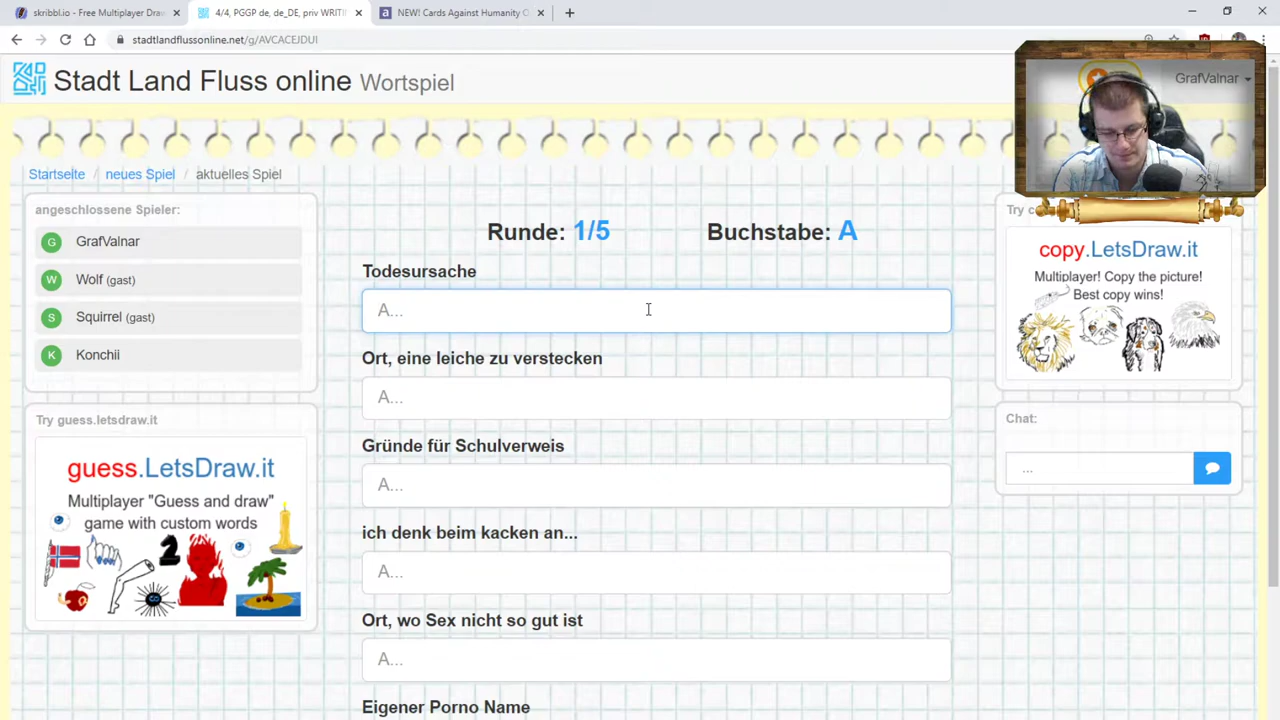 skribbl.io - Free Multiplayer Draw
4/4, PGGP de, de_DE, priv WRITI
NEW! Cards Against Humanity O
stadtlandflussonline.net/g/AVCACEJDUI
Stadt Land Fluss online Wortspiel
GrafValnar
Startseite / neues Spiel / aktuelles Spiel
angeschlossene Spieler:
G GrafValnar
W Wolf (gast)
S Squirrel (gast)
K Konchii
Try guess.letsdraw.it
guess.LetsDraw.it
Multiplayer "Guess and draw"
game with custom words
Runde: 1/5 Buchstabe: A
Todesursache
A...
Ort, eine leiche zu verstecken
A...
Gründe für Schulverweis
A...
ich denk beim kacken an...
A...
Ort, wo Sex nicht so gut ist
A...
Eigener Porno Name
Try
copy.LetsDraw.it
Multiplayer! Copy the picture!
Best copy wins!
Chat:
...